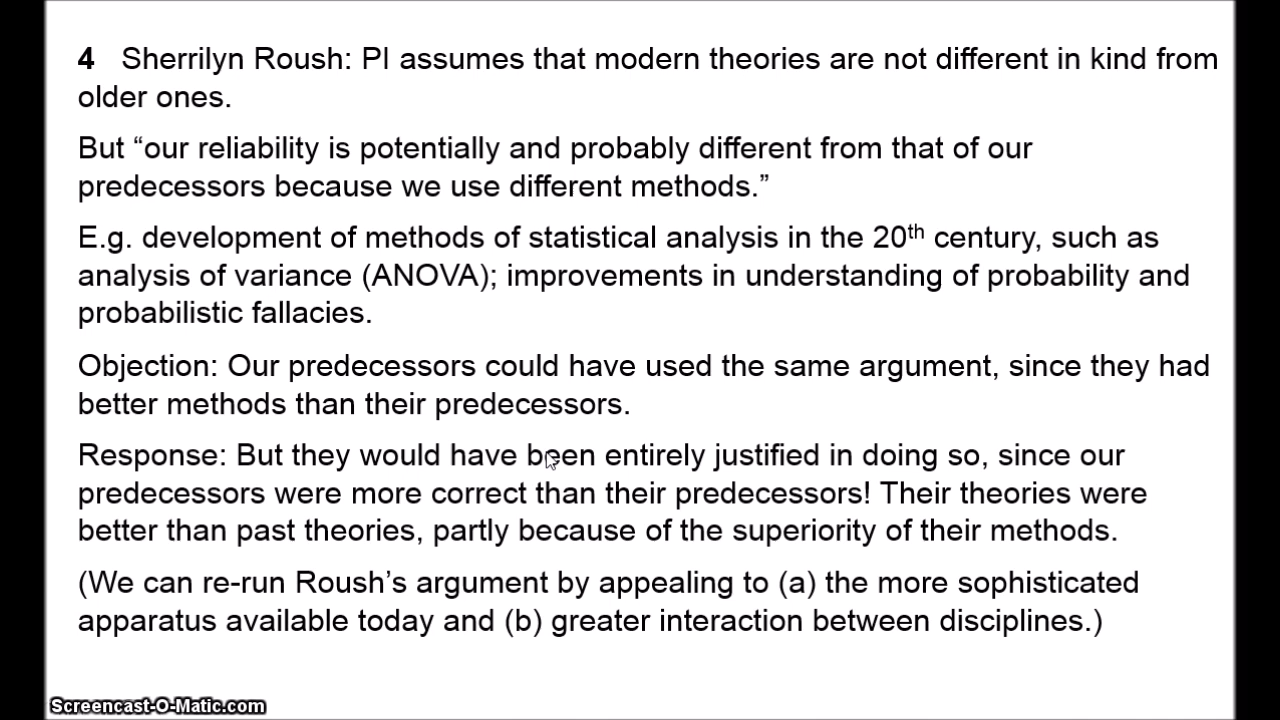 4 Sherrilyn Roush: PI assumes that modern theories are not different in kind from
older ones.
But “our reliability is potentially and probably different from that of our
predecessors because we use different methods.”
E.g. development of methods of statistical analysis in the 20th century, such as
analysis of variance (ANOVA); improvements in understanding of probability and
probabilistic fallacies.
Objection: Our predecessors could have used the same argument, since they had
better methods than their predecessors.
Response: But they would have been entirely justified in doing so, since our
predecessors were more correct than their predecessors! Their theories were
better than past theories, partly because of the superiority of their methods.
(We can re-run Roush’s argument by appealing to (a) the more sophisticated
apparatus available today and (b) greater interaction between disciplines.)
Screencast-O-Matic.com